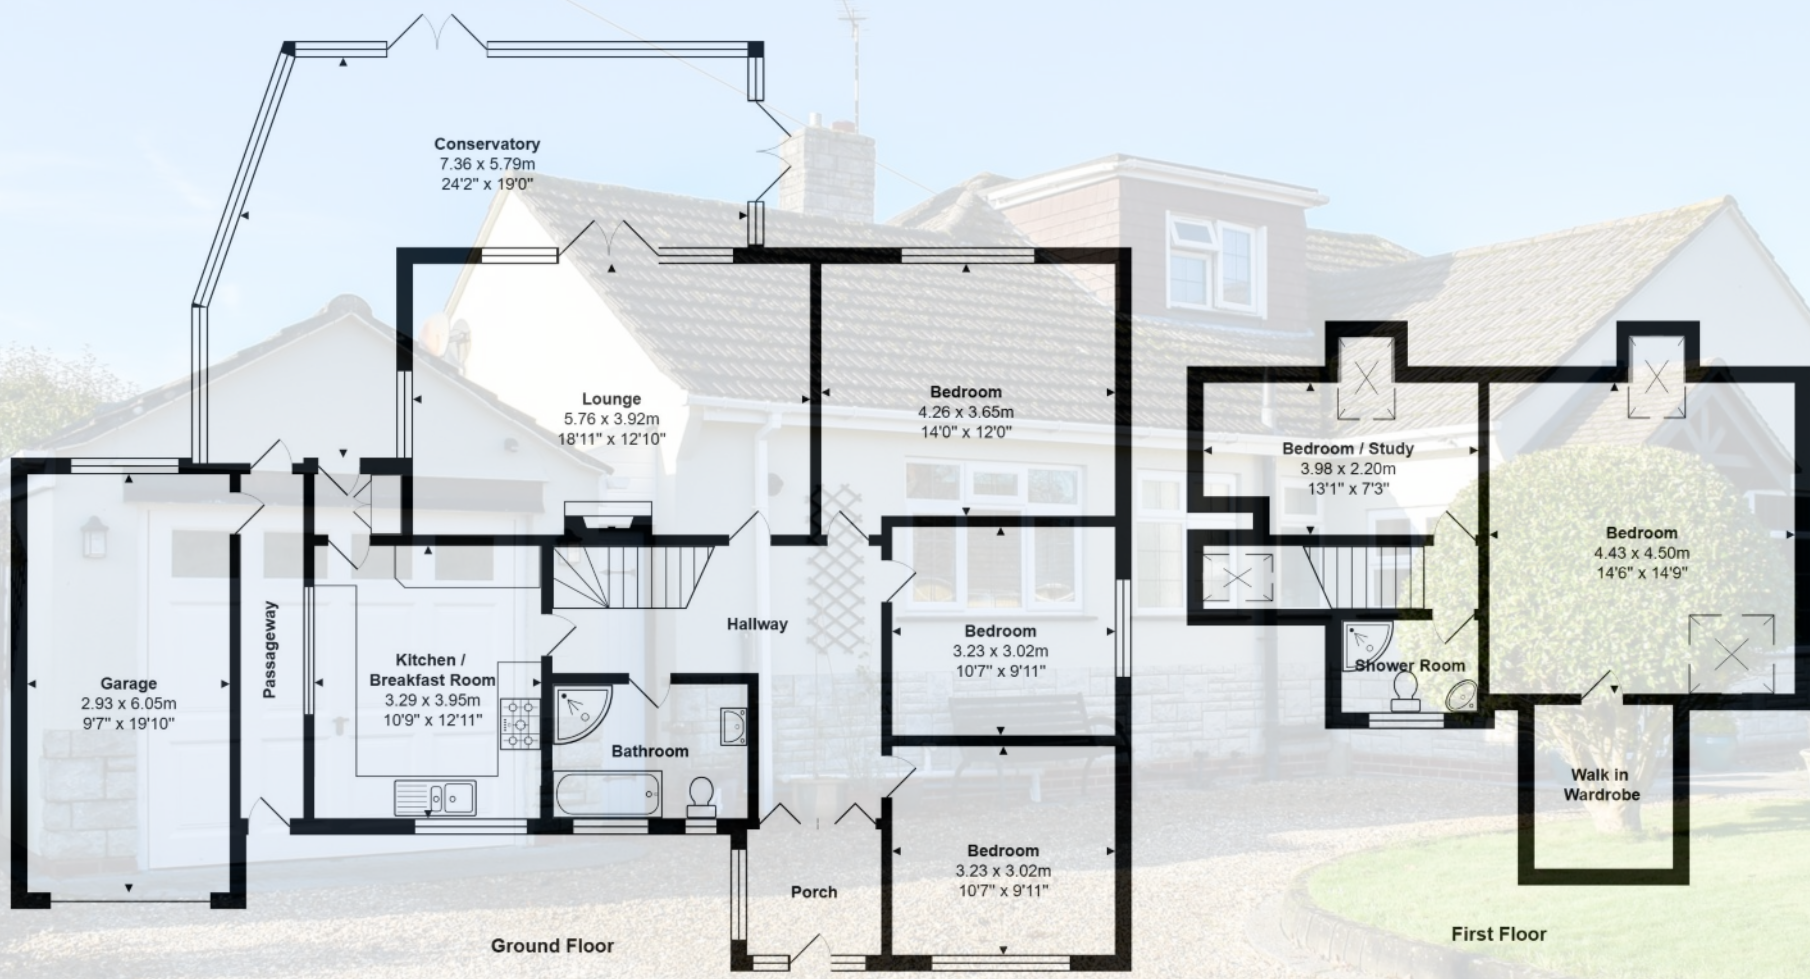 Conservatory
7.36 x 5.79m
24'2" x 19'0"
Lounge
5.76 x 3.92m
18'11" x 12'10"
Bedroom
4.26 x 3.65m
14'0" x 12'0"
Garage
2.93 x 6.05m
9'7" x 19'10"
Passageway
Kitchen /
Breakfast Room
3.29 x 3.95m
10'9" x 12'11"
Hallway
Bathroom
Bedroom
3.23 x 3.02m
10'7" x 9'11"
Bedroom
3.23 x 3.02m
10'7" x 9'11"
Porch
Ground Floor
Bedroom / Study
3.98 x 2.20m
13'1" x 7'3"
Bedroom
4.43 x 4.50m
14'6" x 14'9"
Shower Room
Walk in
Wardrobe
First Floor